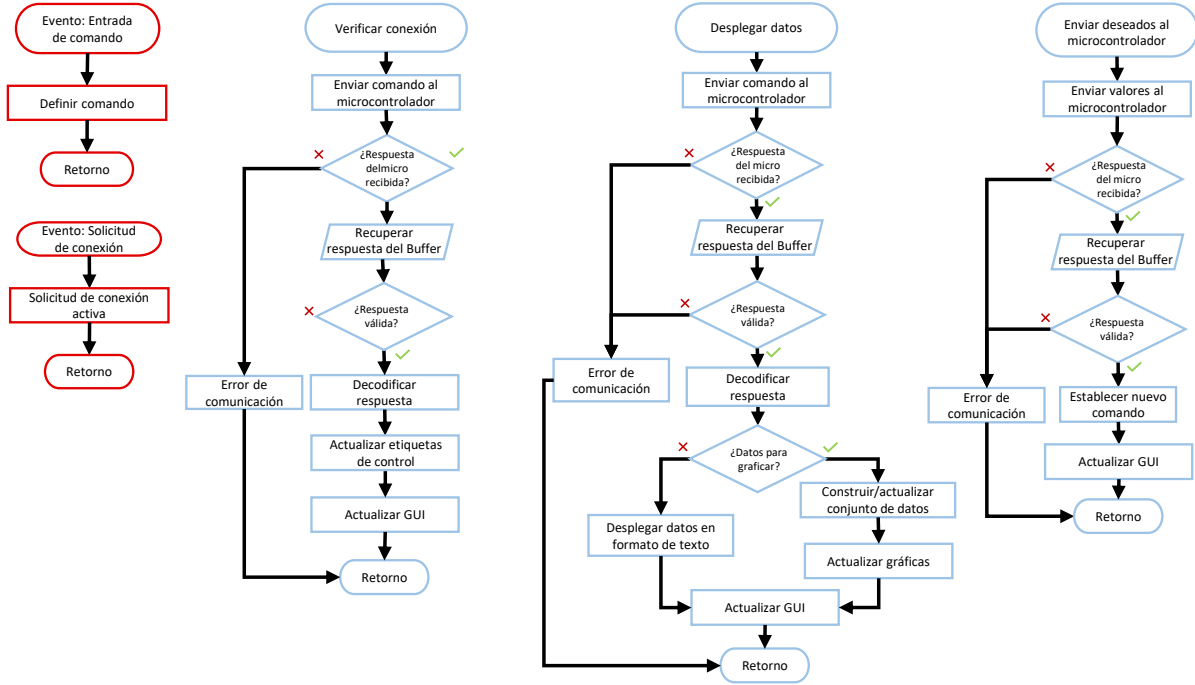 Evento: Entrada
de comando
Definir comando
Retorno
Evento: Solicitud
de conexión
Solicitud de conexión
activa
Retorno
Verificar conexión
Enviar comando al
microcontrolador
¿Respuesta
delmicro
recibida?
Recuperar
respuesta del Buffer
¿Respuesta
válida?
Error de
comunicación
Decodificar
respuesta
Actualizar etiquetas
de control
Actualizar GUI
Retorno
Desplegar datos
Enviar comando al
microcontrolador
¿Respuesta
del micro
recibida?
Recuperar
respuesta del Buffer
¿Respuesta
válida?
Error de
comunicación
Decodificar
respuesta
¿Datos para
graficar?
Desplegar datos en
formato de texto
Construir/actualizar
conjunto de datos
Actualizar gráficas
Actualizar GUI
Retorno
Enviar deseados al
microcontrolador
Enviar valores al
microcontrolador
¿Respuesta
del micro
recibida?
Recuperar
respuesta del Buffer
¿Respuesta
válida?
Error de
comunicación
Establecer nuevo
comando
Actualizar GUI
Retorno